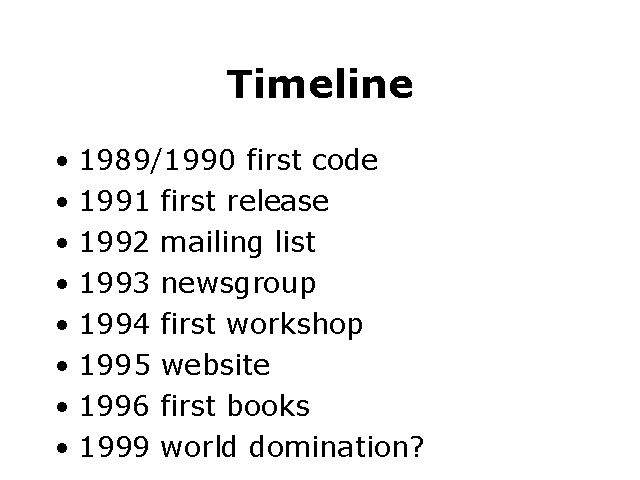 Timeline
• 1989/1990 first code
• 1991 first release
• 1992 mailing list
• 1993 newsgroup
• 1994 first workshop
• 1995 website
• 1996 first books
• 1999 world domination?